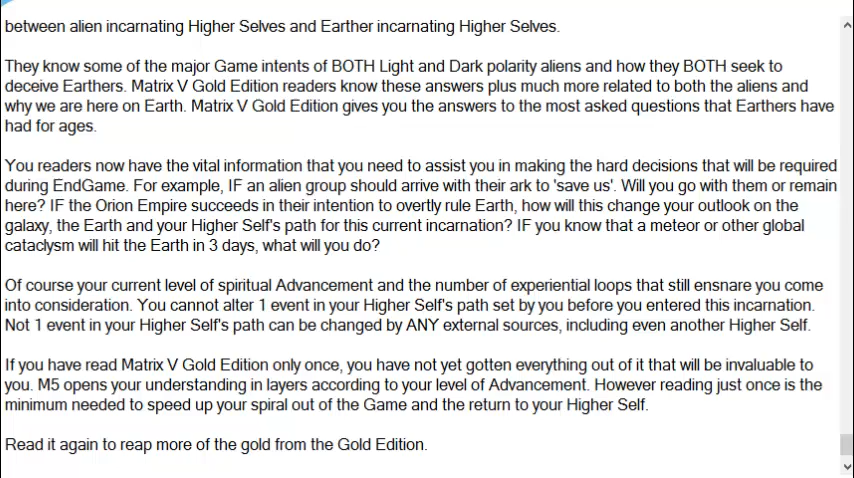 between alien incarnating Higher Selves and Earther incarnating Higher Selves.
They know some of the major Game intents of BOTH Light and Dark polarity aliens and how they BOTH seek to
deceive Earthers. Matrix V Gold Edition readers know these answers plus much more related to both the aliens and
why we are here on Earth. Matrix V Gold Edition gives you the answers to the most asked questions that Earthers have
had for ages.
You readers now have the vital information that you need to assist you in making the hard decisions that will be required
during EndGame. For example, IF an alien group should arrive with their ark to 'save us'. Will you go with them or remain
here? IF the Orion Empire succeeds in their intention to overtly rule Earth, how will this change your outlook on the
galaxy, the Earth and your Higher Self's path for this current incarnation? IF you know that a meteor or other global
cataclysm will hit the Earth in 3 days, what will you do?
Of course your current level of spiritual Advancement and the number of experiential loops that still ensnare you come
into consideration. You cannot alter 1 event in your Higher Self's path set by you before you entered this incarnation.
Not 1 event in your Higher Self's path can be changed by ANY external sources, including even another Higher Self.
If you have read Matrix V Gold Edition only once, you have not yet gotten everything out of it that will be invaluable to
you. M5 opens your understanding in layers according to your level of Advancement. However reading just once is the
minimum needed to speed up your spiral out of the Game and the return to your Higher Self.
Read it again to reap more of the gold from the Gold Edition.